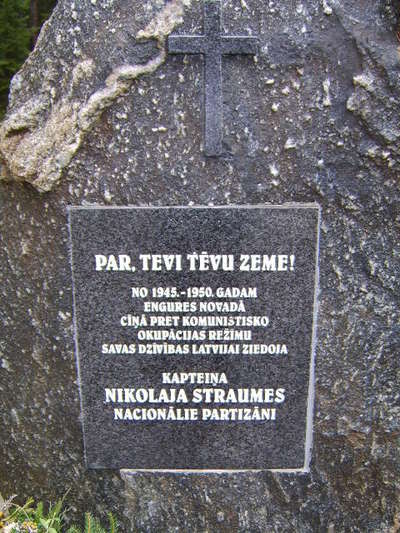 PAR, TEVI TĒVU ZEME!
NO 1945.-1950. GADAM
ENGURES NOVADĀ
CĪŅĀ PRET KOMUNISTISKO
OKUPĀCIJAS REŽĪMU
SAVAS DZĪVĪBAS LATVIJAI ZIEDOJA
KAPTEIŅA
NIKOLAJA STRAUMES
NACIONĀLIE PARTIZĀNI